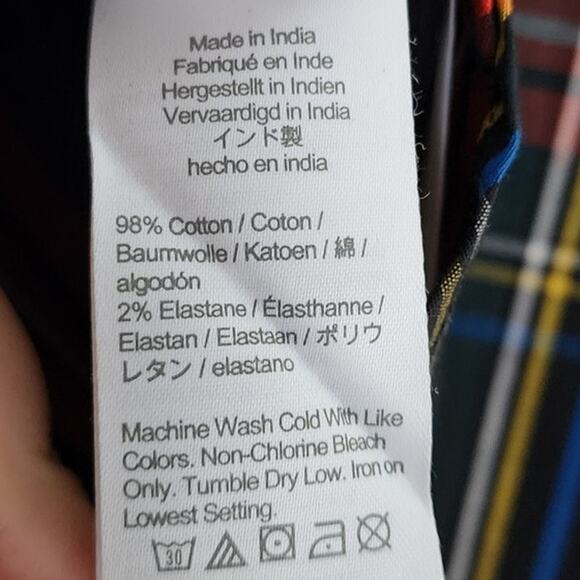 Made in India
Fabriqué en Inde
Hergestellt in Indien
Vervaardigd in India
インド製
hecho en india
98% Cotton / Coton /
Baumwolle / Katoen / 綿 /
algodón
2% Elastane / Élasthanne /
Elastan / Elastaan / ポリウ
レタン / elastano
Machine Wash Cold With Like
Colors. Non-Chlorine Bleach
Only. Tumble Dry Low. Iron on
Lowest Setting.
30